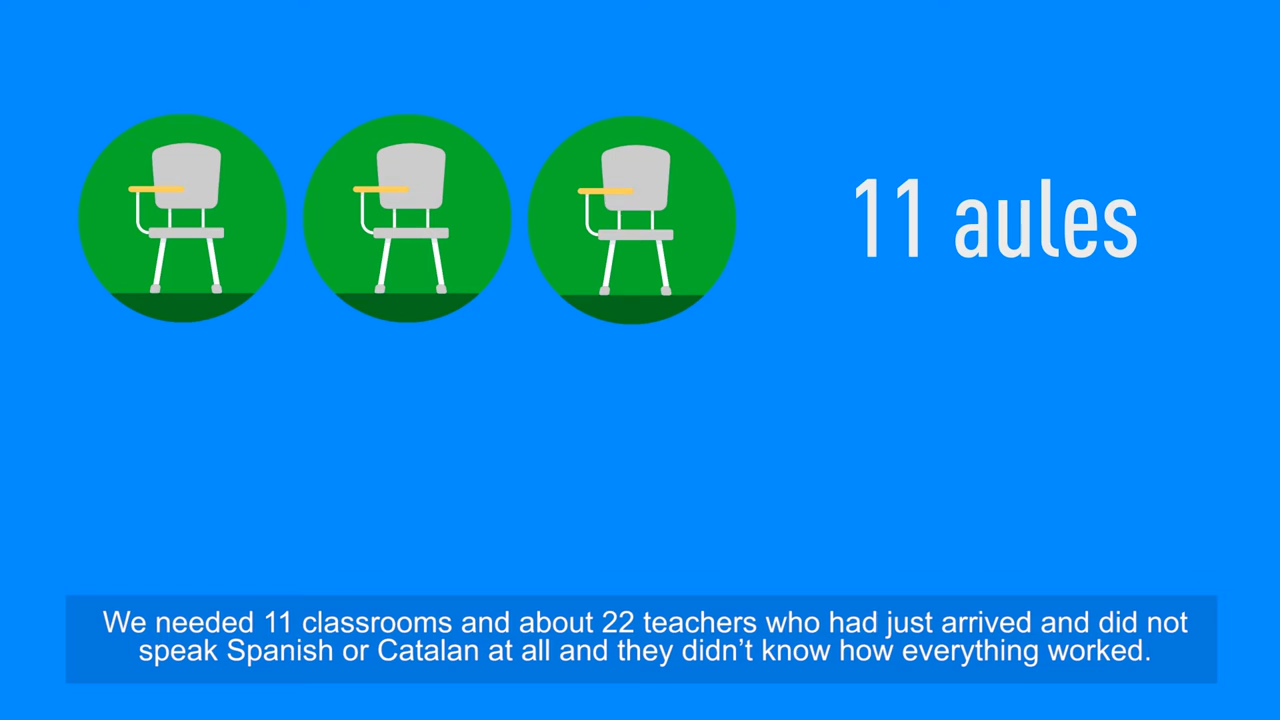 11 aules
We needed 11 classrooms and about 22 teachers who had just arrived and did not
speak Spanish or Catalan at all and they didn’t know how everything worked.